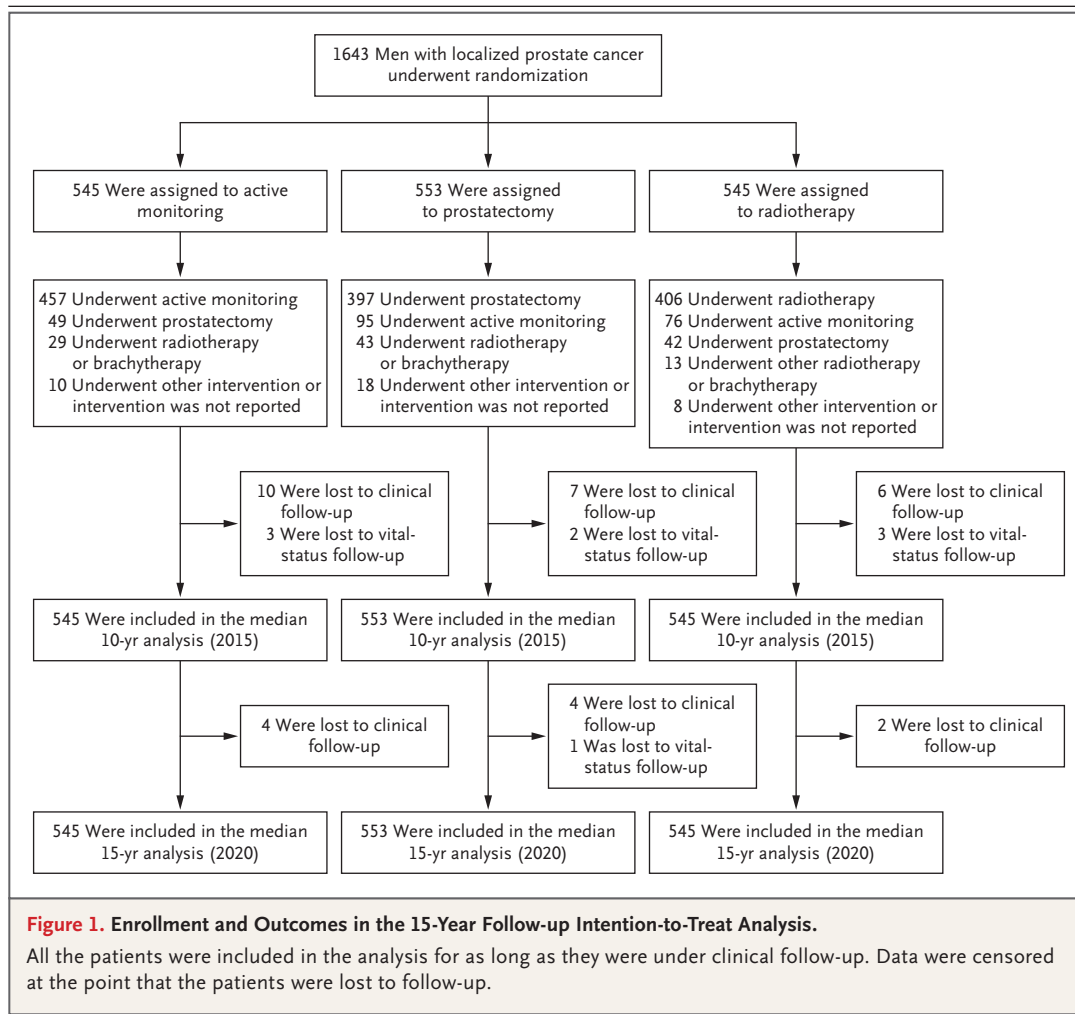 1643 Men with localized prostate cancer
underwent randomization
545 Were assigned to active
monitoring
553 Were assigned
to prostatectomy
545 Were assigned
to radiotherapy
457 Underwent active monitoring
49 Underwent prostatectomy
29 Underwent radiotherapy
or brachytherapy
10 Underwent other intervention or
intervention was not reported
397 Underwent prostatectomy
95 Underwent active monitoring
43 Underwent radiotherapy
or brachytherapy
18 Underwent other intervention or
intervention was not reported
406 Underwent radiotherapy
76 Underwent active monitoring
42 Underwent prostatectomy
13 Underwent other radiotherapy
or brachytherapy
8 Underwent other intervention or
intervention was not reported
10 Were lost to clinical
follow-up
3 Were lost to vital-
status follow-up
7 Were lost to clinical
follow-up
2 Were lost to vital-
status follow-up
6 Were lost to clinical
follow-up
3 Were lost to vital-
status follow-up
545 Were included in the median
10-yr analysis (2015)
553 Were included in the median
10-yr analysis (2015)
545 Were included in the median
10-yr analysis (2015)
4 Were lost to clinical
follow-up
4 Were lost to clinical
follow-up
1 Was lost to vital-
status follow-up
2 Were lost to clinical
follow-up
545 Were included in the median
15-yr analysis (2020)
553 Were included in the median
15-yr analysis (2020)
545 Were included in the median
15-yr analysis (2020)
Figure 1. Enrollment and Outcomes in the 15-Year Follow-up Intention-to-Treat Analysis.
All the patients were included in the analysis for as long as they were under clinical follow-up. Data were censored
at the point that the patients were lost to follow-up.